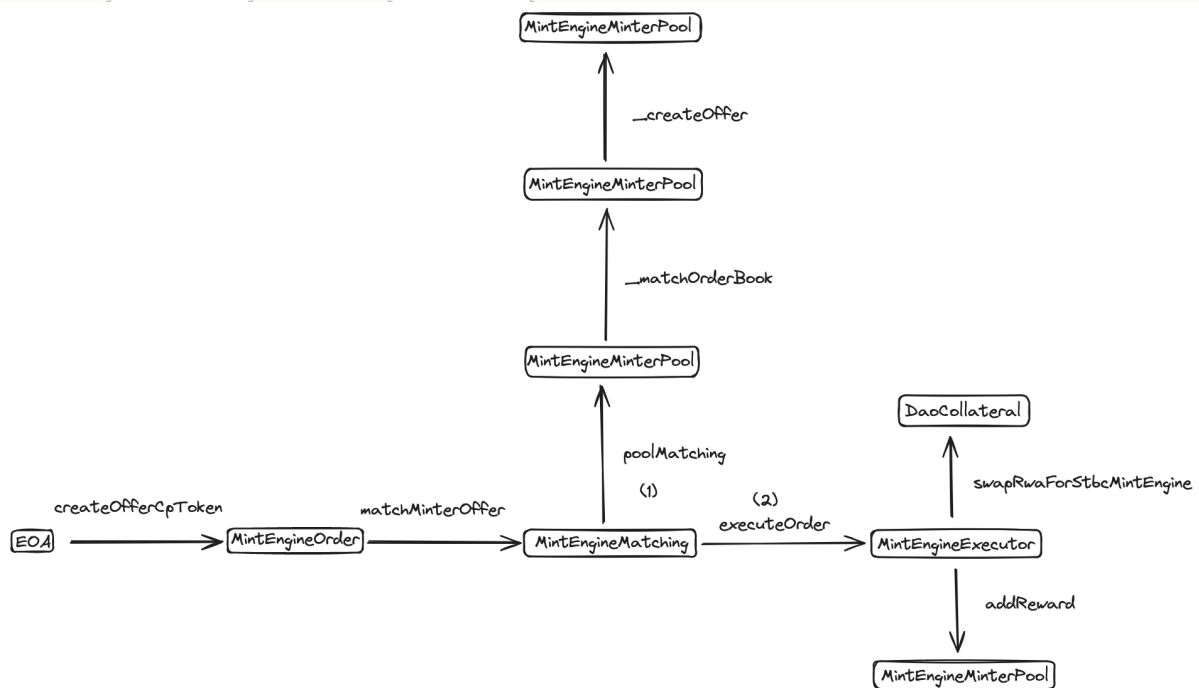 MintEngineMinterPool
_createOffer
MintEngineMinterPool
_matchOrderBook
MintEngineMinterPool
DaoCollateral
poolMatching
(1)
swapRwaForStbcMintEngine
(2)
createOfferCpToken
matchMinterOffer
executeOrder
EOA
MintEngineOrder
MintEngineMatching
MintEngineExecutor
addReward
MintEngineMinterPool